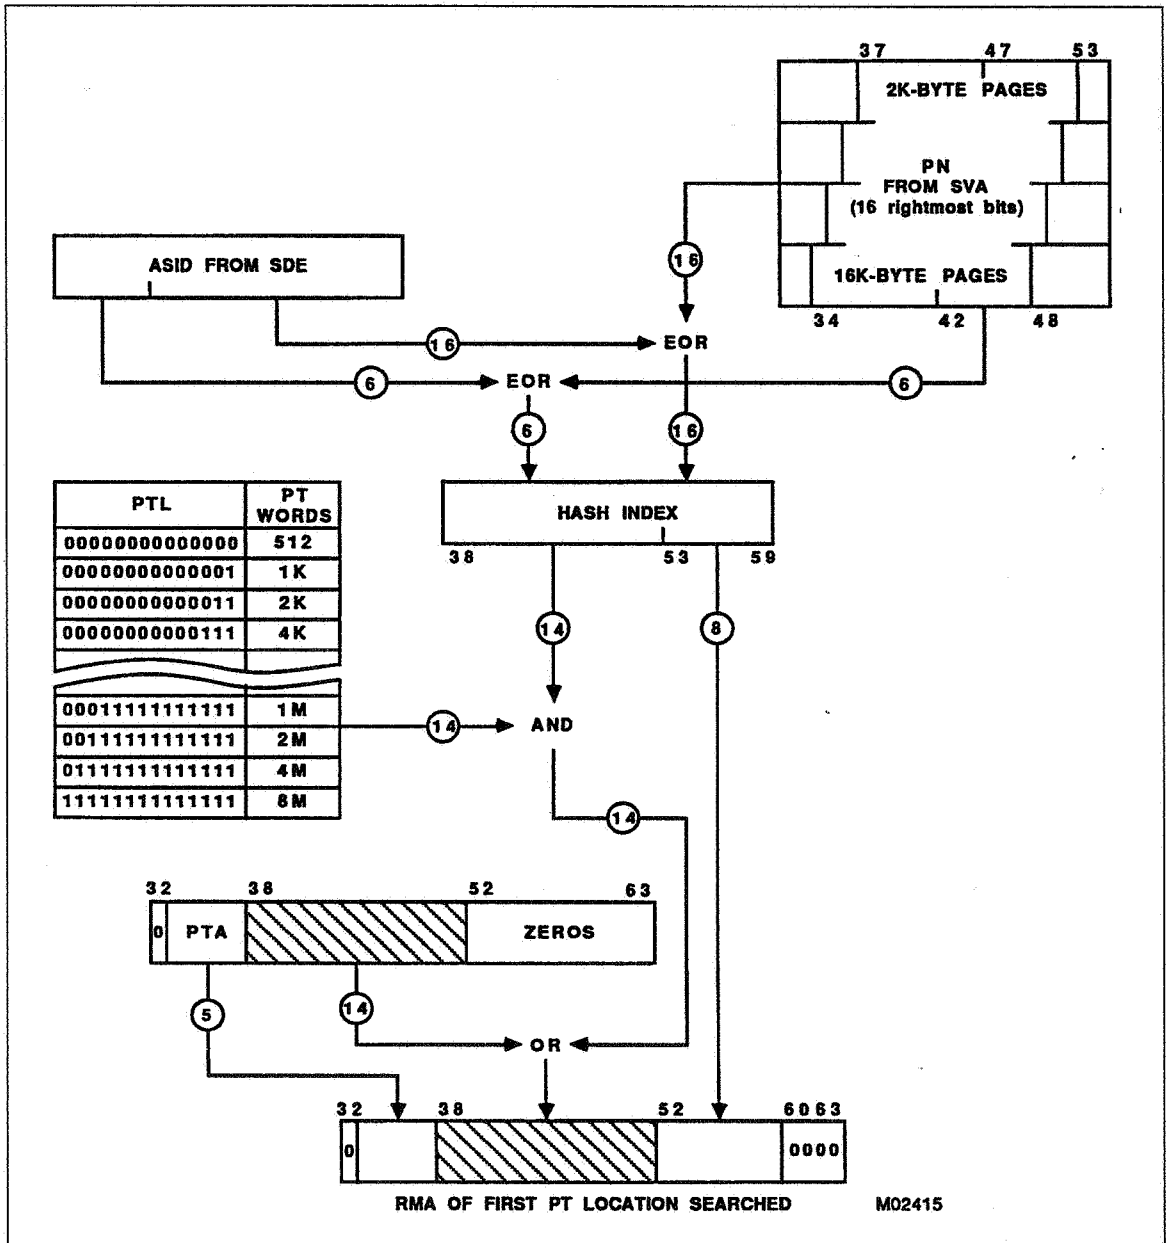 37 47 53
2K-BYTE PAGES
PN
FROM SVA
(16 rightmost bits)
16K-BYTE PAGES
34 42 48
ASID FROM SDE
16
16
EOR
6
EOR
6
6
16
HASH INDEX
38 53 59
PTL PT WORDS
00000000000000 512
00000000000001 1K
00000000000011 2K
00000000000111 4K
00011111111111 1M
00111111111111 2M
01111111111111 4M
11111111111111 8M
14
8
14
AND
14
32 38 52 63
0 PTA ZEROS
5
14
OR
32 38 52 60 63
0 0000
RMA OF FIRST PT LOCATION SEARCHED M02415